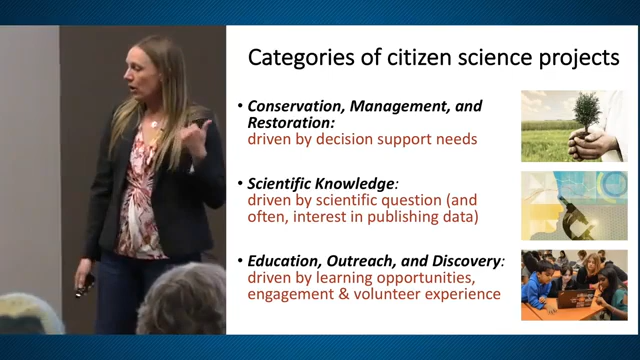 Categories of citizen science projects
• Conservation, Management, and
Restoration:
driven by decision support needs
• Scientific Knowledge:
driven by scientific question (and
often, interest in publishing data)
• Education, Outreach, and Discovery:
driven by learning opportunities,
engagement & volunteer experience